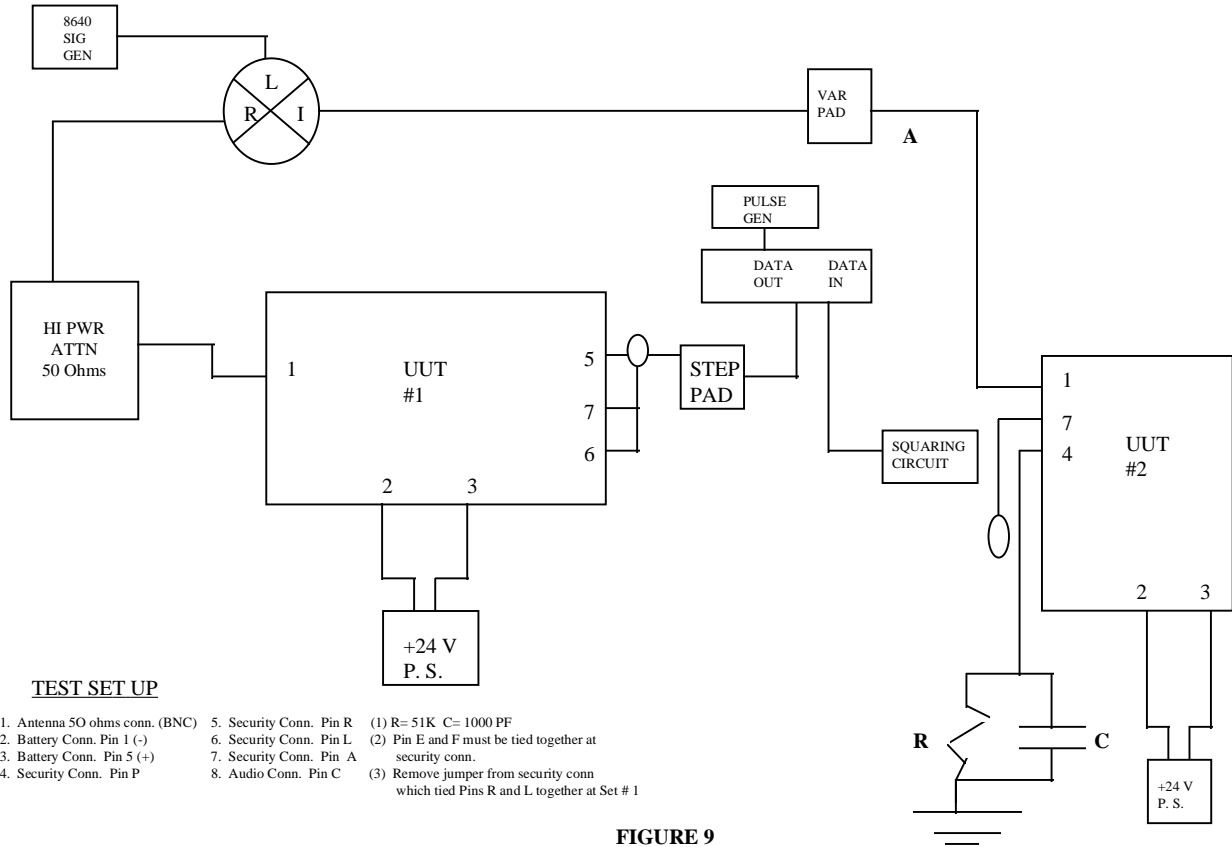 8640
SIG
GEN
L
R I
VAR
PAD
A
PULSE
GEN
DATA DATA
OUT IN
HI PWR
ATTN
50 Ohms
1
UUT
#1
5
7
6
2 3
STEP
PAD
SQUARING
CIRCUIT
1
7
4
UUT
#2
2 3
+24 V
P. S.
R C
+24 V
P. S.
TEST SET UP
1. Antenna 5O ohms conn. (BNC)
2. Battery Conn. Pin 1 (-)
3. Battery Conn. Pin 5 (+)
4. Security Conn. Pin P
5. Security Conn. Pin R
6. Security Conn. Pin L
7. Security Conn. Pin A
8. Audio Conn. Pin C
(1) R= 51K C= 1000 PF
(2) Pin E and F must be tied together at
security conn.
(3) Remove jumper from security conn
which tied Pins R and L together at Set # 1
FIGURE 9